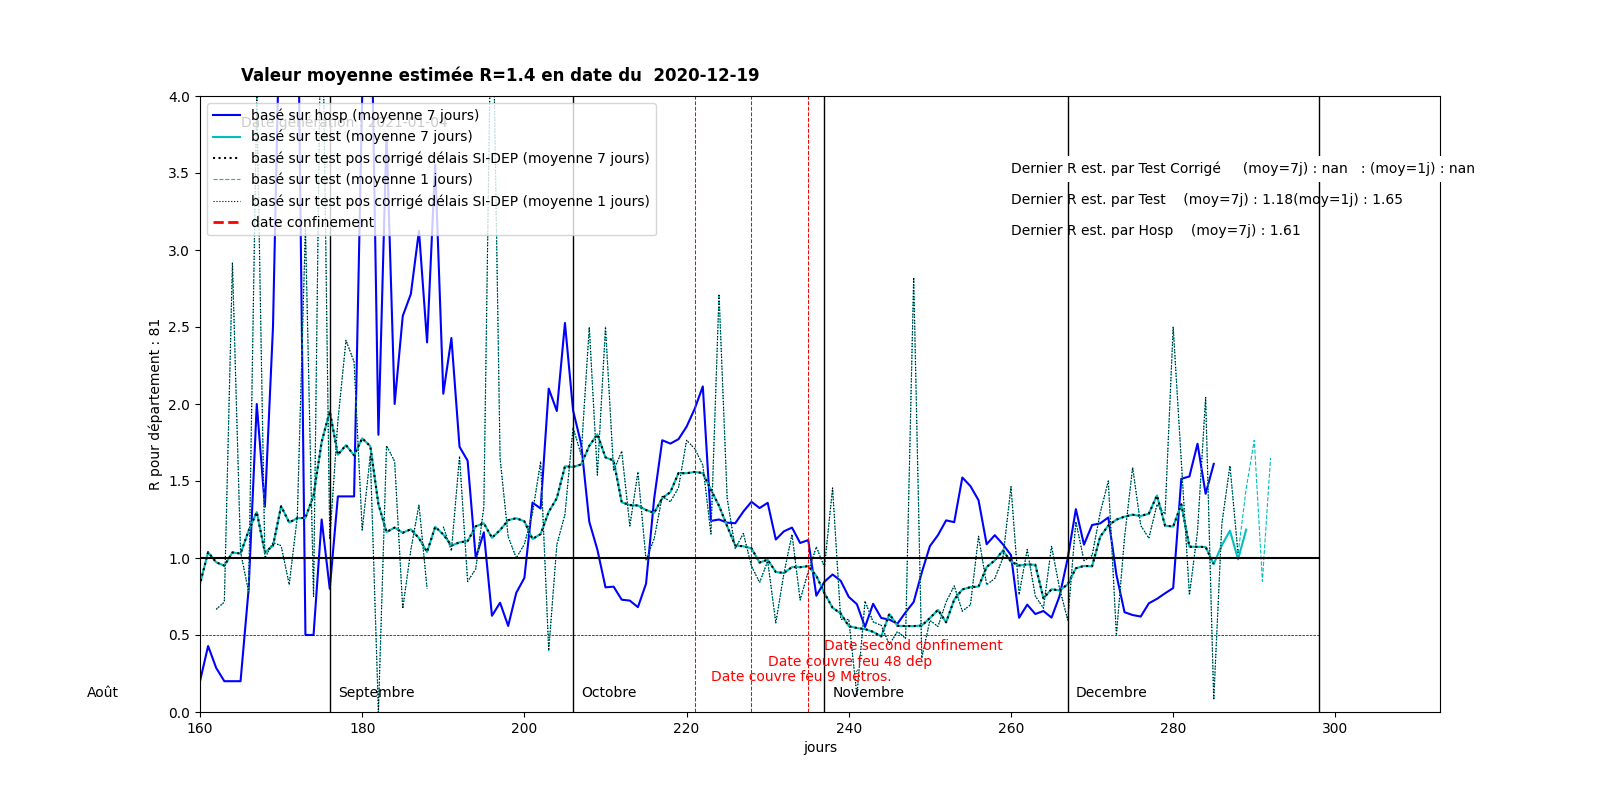 Valeur moyenne estimée R=1.4 en date du  2020-12-19
4.0
3.5
3.0
2.5
2.0
1.5
1.0
0.5
0.0
R pour département : 81
basé sur hosp (moyenne 7 jours)
basé sur test (moyenne 7 jours)
basé sur test pos corrigé délais SI-DEP (moyenne 7 jours)
basé sur test (moyenne 1 jours)
basé sur test pos corrigé délais SI-DEP (moyenne 1 jours)
date confinement
Dernier R est. par Test Corrigé     (moy=7j) : nan   : (moy=1j) : nan
Dernier R est. par Test    (moy=7j) : 1.18(moy=1j) : 1.65
Dernier R est. par Hosp    (moy=7j) : 1.61
Date second confinement
Date couvre feu 48 dep
Date couvre feu 9 Metros.
Août
Septembre
Octobre
Novembre
Decembre
160 180 200 220 240 260 280 300
jours